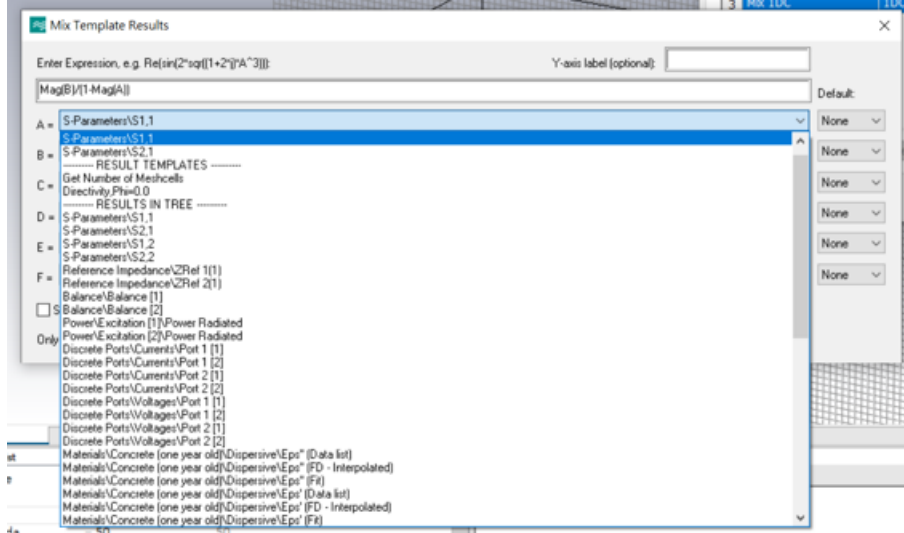 3 Mix 1DC 1DC
Mix Template Results
Enter Expression, e.g. Re(sin(2*sqr((1+2*j)*A^3))): Y-axis label (optional):
Mag(B)/(1-Mag(A)) Default:
A = S-Parameters\S1,1 None
S-Parameters\S1,1
B = S-Parameters\S2,1 None
--------- RESULT TEMPLATES ---------
Get Number of Meshcells
C = None
Directivity,Phi=0.0
--------- RESULTS IN TREE ---------
D = S-Parameters\S1,1 None
S-Parameters\S2,1
E = S-Parameters\S1,2 None
S-Parameters\S2,2
F = Reference Impedance\ZRef 1(1) None
Reference Impedance\ZRef 2(1)
Balance\Balance [1]
S Balance\Balance [2]
Power\Excitation [1]\Power Radiated
Only Power\Excitation [2]\Power Radiated
Discrete Ports\Currents\Port 1 [1]
Discrete Ports\Currents\Port 1 [2]
Discrete Ports\Currents\Port 2 [1]
Discrete Ports\Currents\Port 2 [2]
Discrete Ports\Voltages\Port 1 [1]
Discrete Ports\Voltages\Port 1 [2]
Discrete Ports\Voltages\Port 2 [1]
Discrete Ports\Voltages\Port 2 [2]
Materials\Concrete (one year old)\Dispersive\Eps" (Data list)
Materials\Concrete (one year old)\Dispersive\Eps" (FD - Interpolated)
Materials\Concrete (one year old)\Dispersive\Eps" (Fit)
Materials\Concrete (one year old)\Dispersive\Eps' (Data list)
Materials\Concrete (one year old)\Dispersive\Eps' (FD - Interpolated)
Materials\Concrete (one year old)\Dispersive\Eps' (Fit)